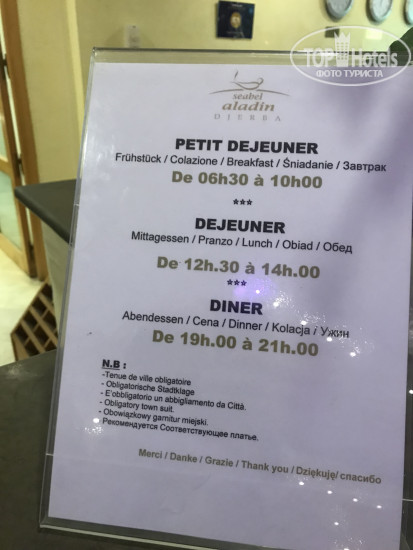 TOP Hotels
ФОТО ТУРИСТА
seabel
aladin
DJERBA
PETIT DEJEUNER
Frühstück / Colazione / Breakfast / Śniadanie / Завтрак
De 06h30 à 10h00
***
DEJEUNER
Mittagessen / Pranzo / Lunch / Obiad / Обед
De 12h.30 à 14h.00
***
DINER
Abendessen / Cena / Dinner / Kolacja / Ужин
De 19h.00 à 21h.00
N.B :
-Tenue de ville obligatoire
- Obligatorische Stadtklage
- E'obbligatorio un abbigliamento da Città.
- Obligatory town suit.
- Obowiązkowy garnitur miejski.
- Рекомендуется Соответствующее платье.
Merci / Danke / Grazie / Thank you / Dziękuję/ спасибо